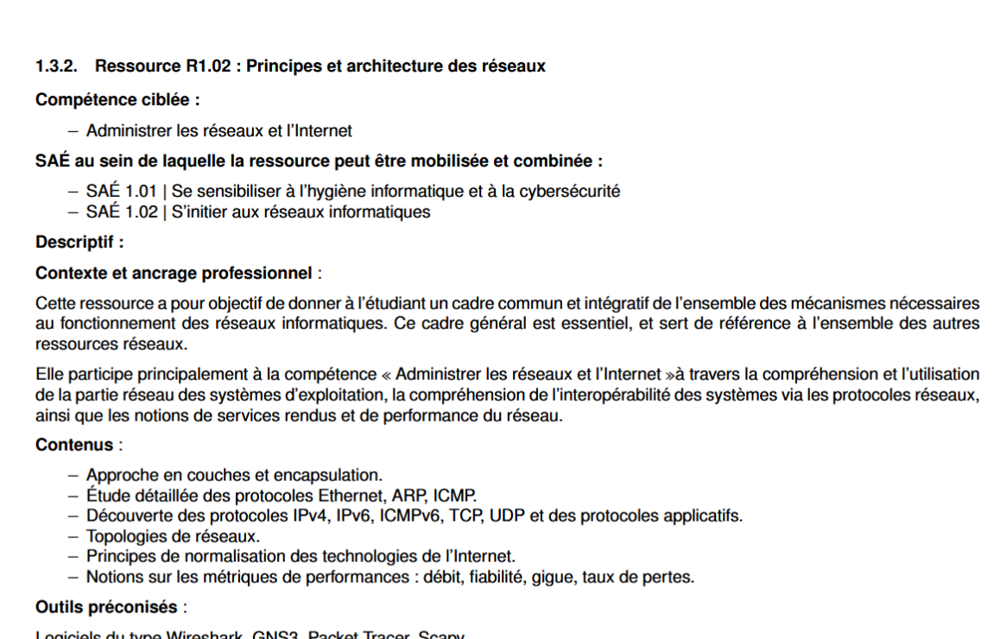 1.3.2. Ressource R1.02 : Principes et architecture des réseaux
Compétence ciblée :
– Administrer les réseaux et l’Internet
SAÉ au sein de laquelle la ressource peut être mobilisée et combinée :
– SAÉ 1.01 | Se sensibiliser à l’hygiène informatique et à la cybersécurité
– SAÉ 1.02 | S’initier aux réseaux informatiques
Descriptif :
Contexte et ancrage professionnel :
Cette ressource a pour objectif de donner à l’étudiant un cadre commun et intégratif de l’ensemble des mécanismes nécessaires
au fonctionnement des réseaux informatiques. Ce cadre général est essentiel, et sert de référence à l’ensemble des autres
ressources réseaux.
Elle participe principalement à la compétence « Administrer les réseaux et l’Internet »à travers la compréhension et l’utilisation
de la partie réseau des systèmes d’exploitation, la compréhension de l’interopérabilité des systèmes via les protocoles réseaux,
ainsi que les notions de services rendus et de performance du réseau.
Contenus :
– Approche en couches et encapsulation.
– Étude détaillée des protocoles Ethernet, ARP, ICMP.
– Découverte des protocoles IPv4, IPv6, ICMPv6, TCP, UDP et des protocoles applicatifs.
– Topologies de réseaux.
– Principes de normalisation des technologies de l’Internet.
– Notions sur les métriques de performances : débit, fiabilité, gigue, taux de pertes.
Outils préconisés :
Logiciels du type Wireshark, GNS3, Packet Tracer, Scapy